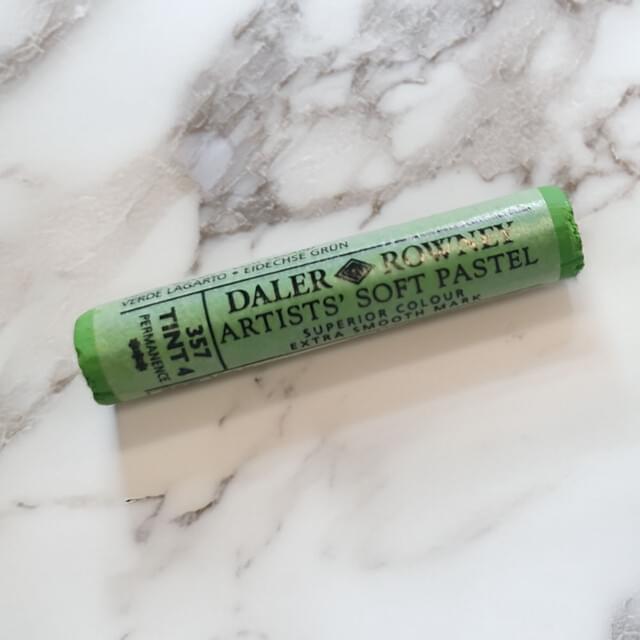 VERDE LAGARTO • EIDECHSE GRÜN
DALER ROWNEY
ARTISTS' SOFT PASTEL
SUPERIOR COLOUR
EXTRA SMOOTH MARK
357
TINT 4
PERMANENCE